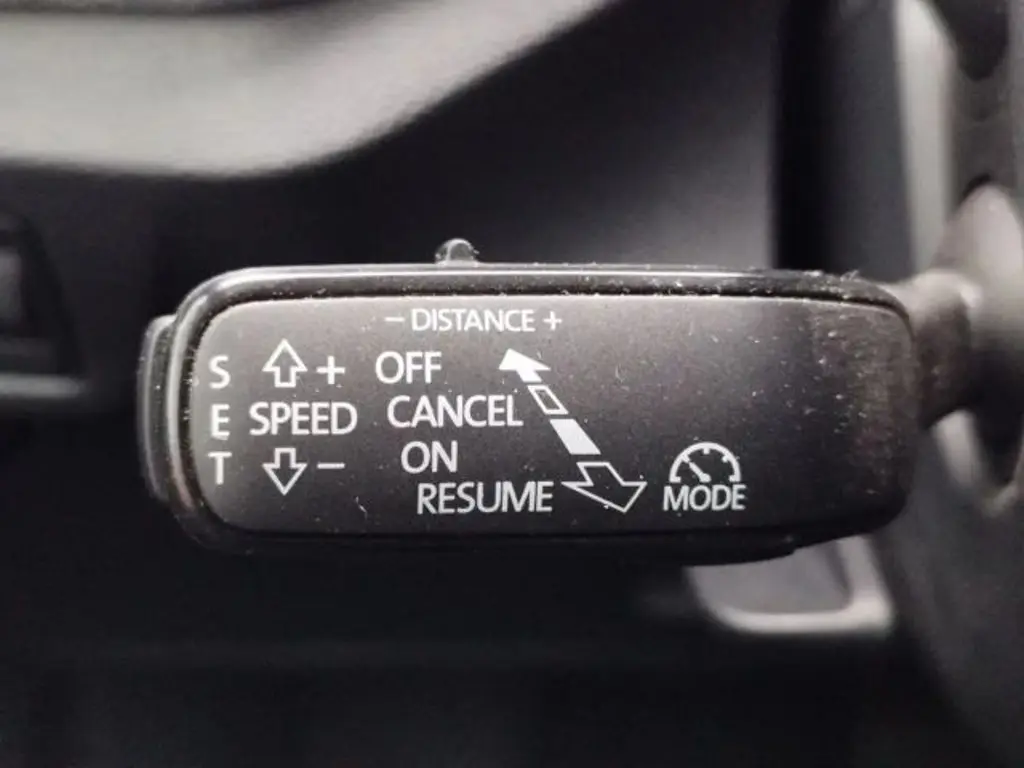 – DISTANCE +
S + OFF
E SPEED CANCEL
T – ON
RESUME MODE